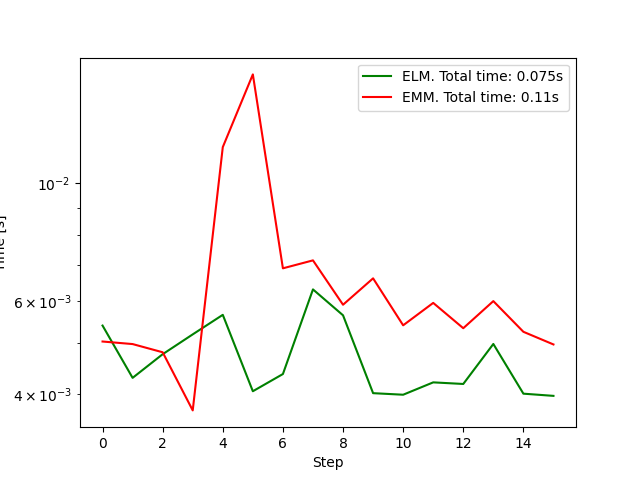 ELM. Total time: 0.075s
EMM. Total time: 0.11s
10⁻²
6 × 10⁻³
4 × 10⁻³
0 2 4 6 8 10 12 14
Step